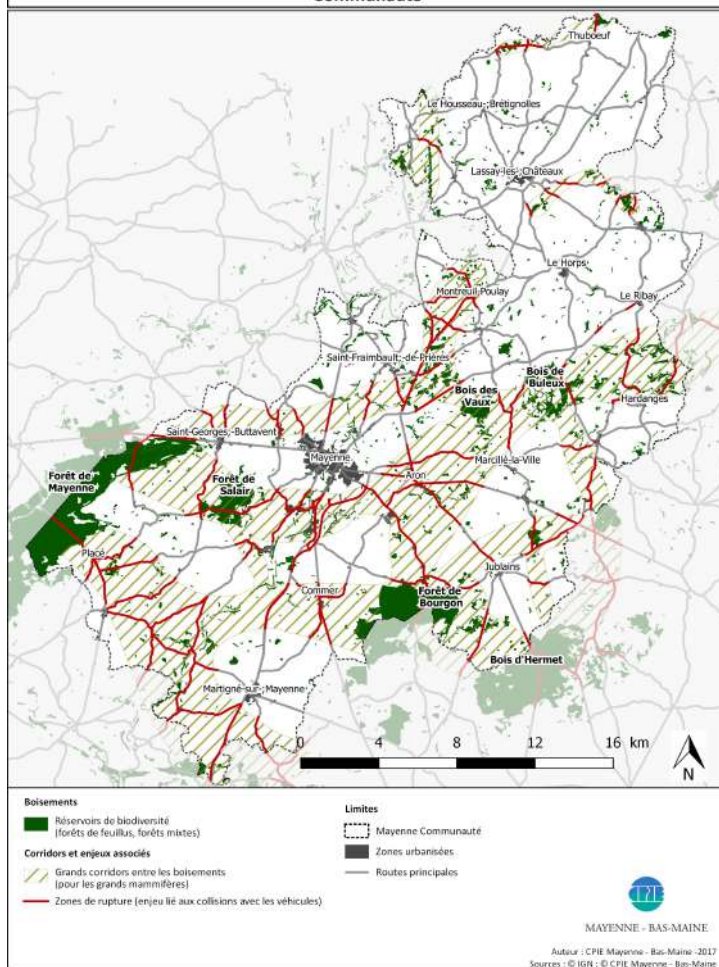 Communauté
Thuboeuf
Le Housseau-;Brétignolles
Lassay-les-;Châteaux
Le Horps
Montreuil-Poulay
Le Ribay
Saint-Fraimbault;-de-Prières
Bois des
Vaux
Bois de
Buleux
Hardanges
Saint-Georges;-Buttavent
Mayenne
Aron
Marcillé-la-Ville
Forêt de
Mayenne
Forêt de
Salair
Placé
Jublains
Commer
Forêt de
Bourgon
Bois d'Hermet
Martigné-sur-;Mayenne
0 4 8 12 16 km
N
Boisements
Réservoirs de biodiversité
(forêts de feuillus, forêts mixtes)
Corridors et enjeux associés
Grands corridors entre les boisements
(pour les grands mammifères)
Zones de rupture (enjeu lié aux collisions avec les véhicules)
Limites
Mayenne Communauté
Zones urbanisées
Routes principales
CPIE
MAYENNE - BAS-MAINE
Auteur : CPIE Mayenne - Bas-Maine -2017
Sources : © IGN ; © CPIE Mayenne - Bas-Maine